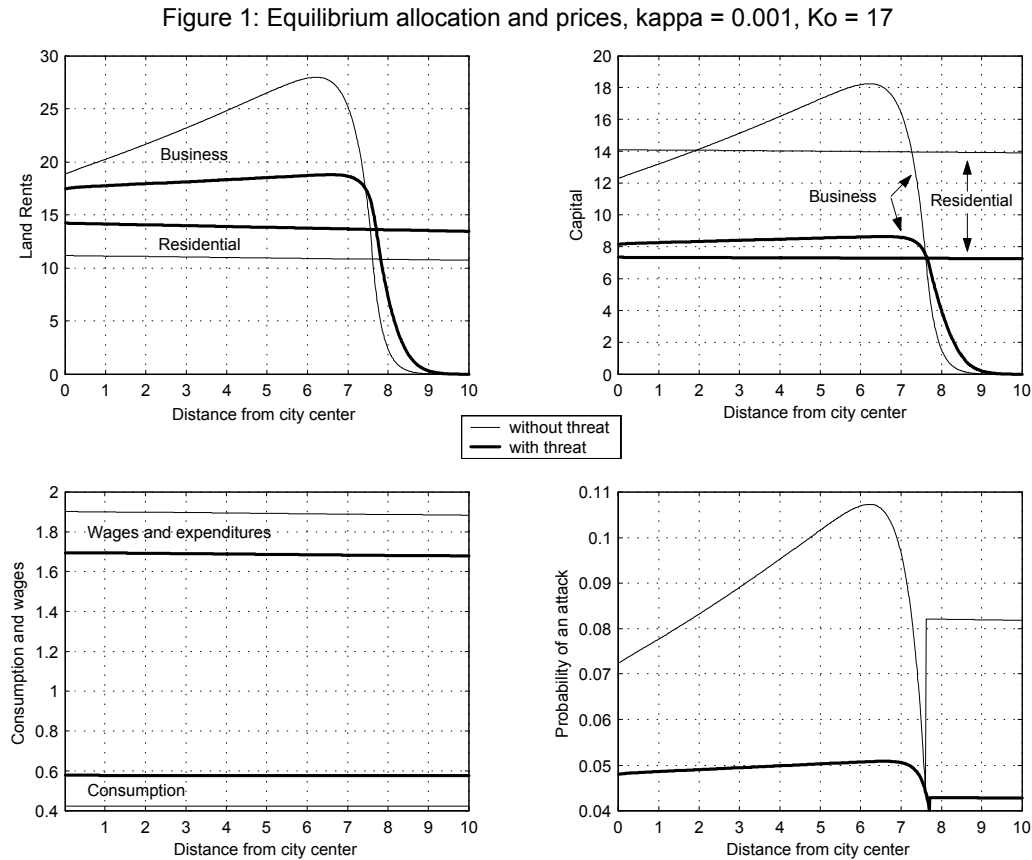 Figure 1: Equilibrium allocation and prices, kappa = 0.001, Ko = 17
30
25
20
15
10
5
0
Land Rents
Business
Residential
0 1 2 3 4 5 6 7 8 9 10
Distance from city center
20
18
16
14
12
10
8
6
4
2
0
Capital
Business
Residential
0 1 2 3 4 5 6 7 8 9 10
Distance from city center
without threat
with threat
2
1.8
1.6
1.4
1.2
1
0.8
0.6
0.4
Consumption and wages
Wages and expenditures
Consumption
0 1 2 3 4 5 6 7 8 9 10
Distance from city center
0.11
0.1
0.09
0.08
0.07
0.06
0.05
0.04
Probability of an attack
0 1 2 3 4 5 6 7 8 9 10
Distance from city center